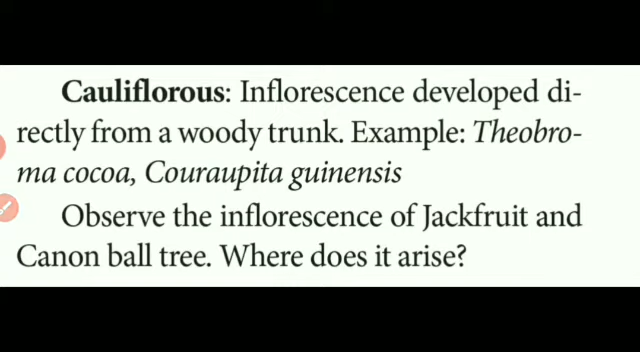 Cauliflorous: Inflorescence developed di-
rectly from a woody trunk. Example: Theobro-
ma cocoa, Couraupita guinensis
Observe the inflorescence of Jackfruit and
Canon ball tree. Where does it arise?